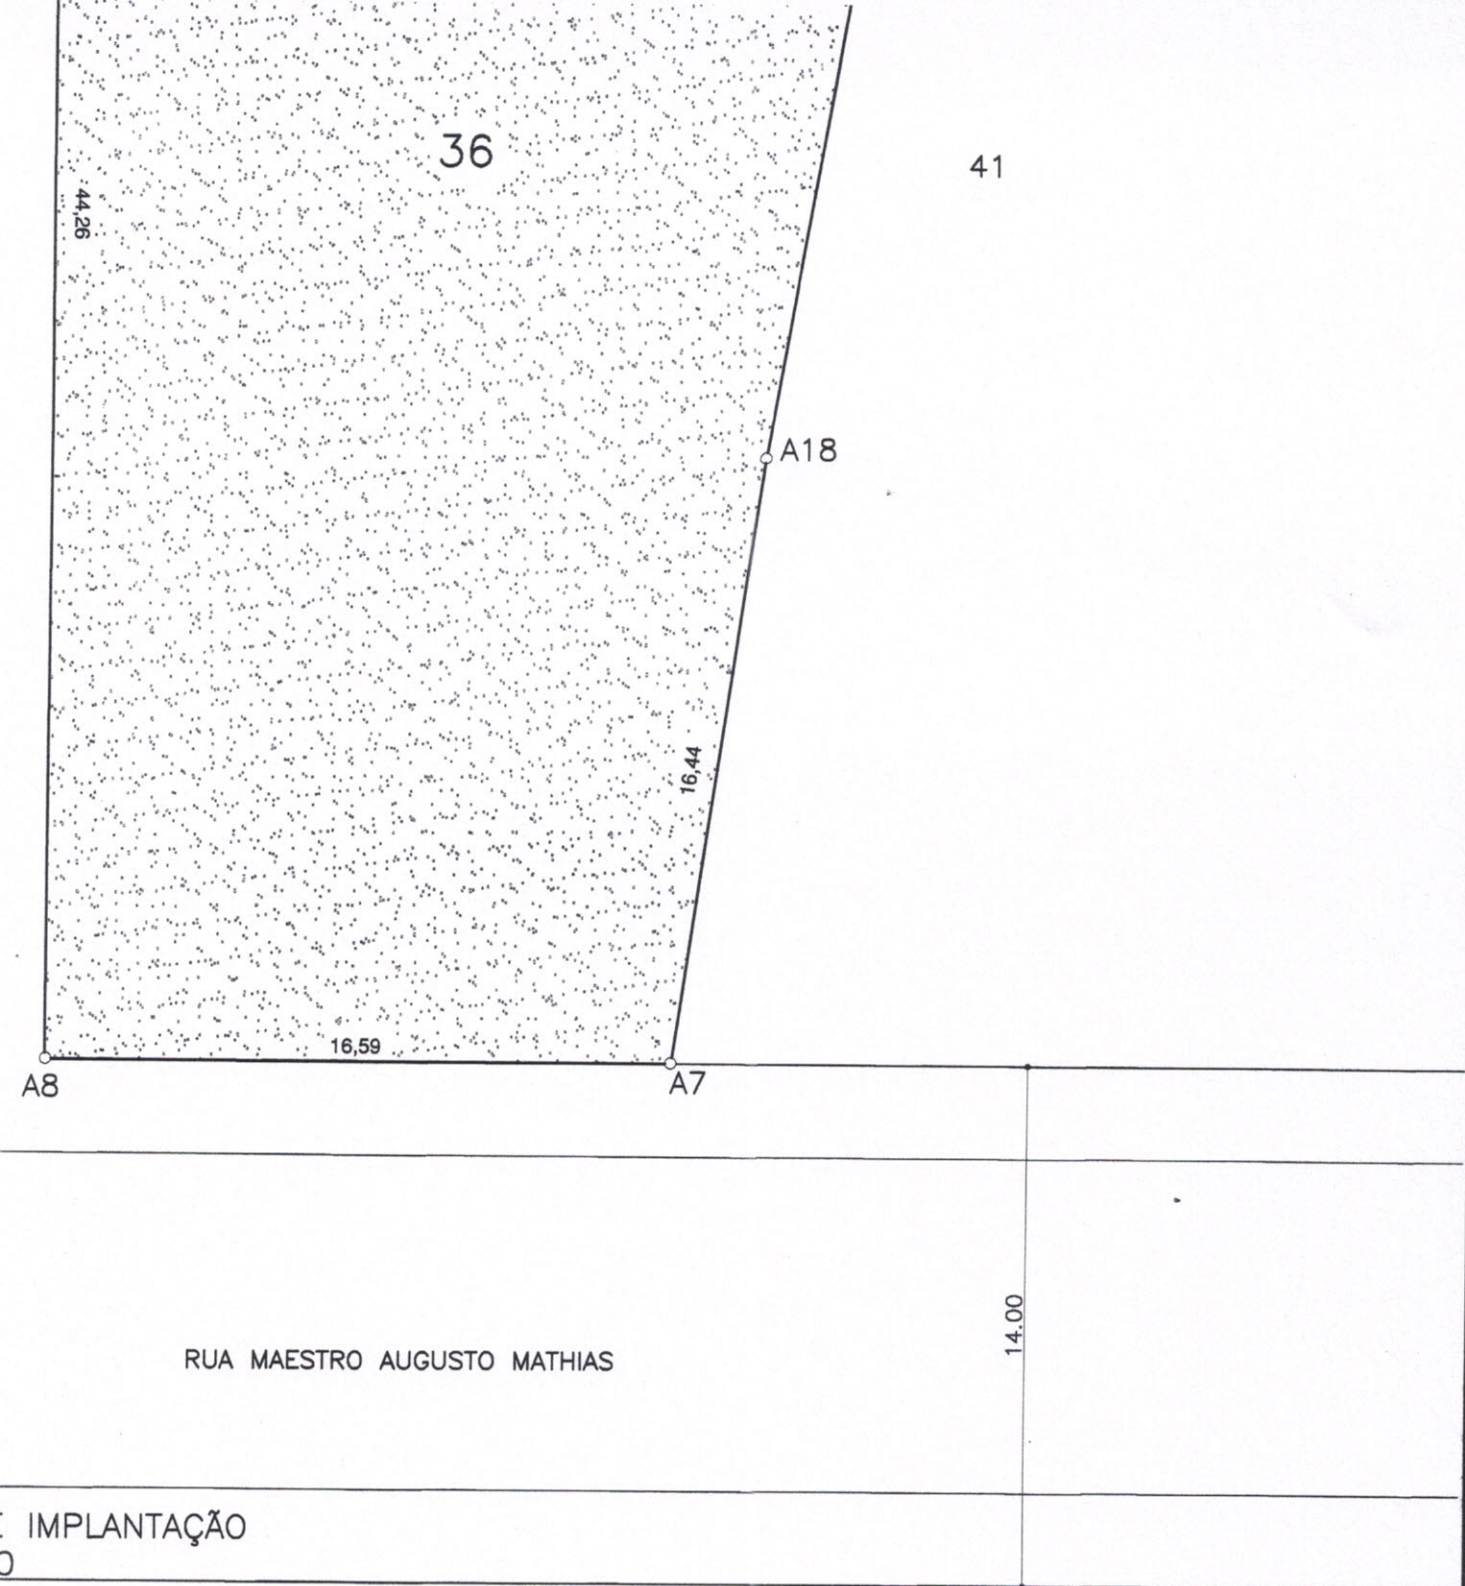 36
41
44,26
A18
16,44
16,59
A8
A7
14.00
RUA MAESTRO AUGUSTO MATHIAS
IMPLANTAÇÃO